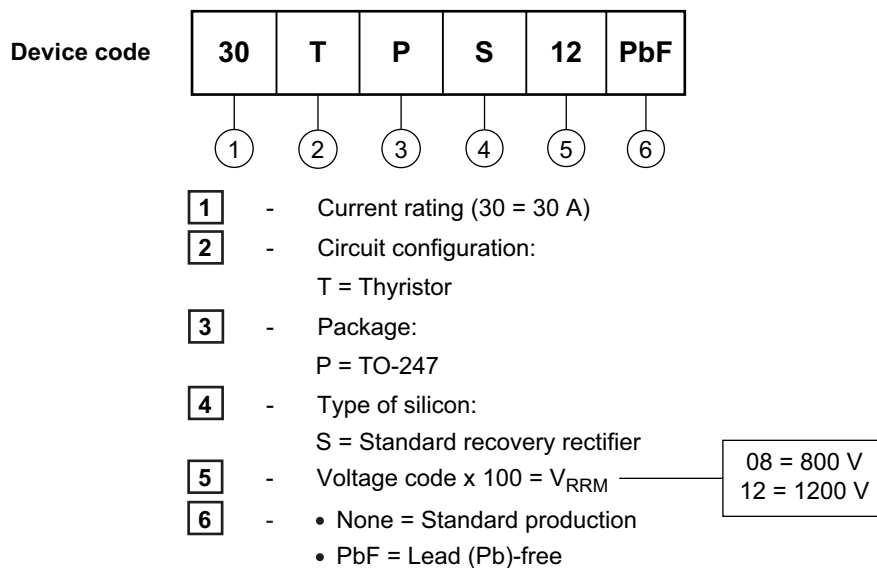 Device code 30 T P S 12 PbF
1 2 3 4 5 6
1 - Current rating (30 = 30 A)
2 - Circuit configuration:
T = Thyristor
3 - Package:
P = TO-247
4 - Type of silicon:
S = Standard recovery rectifier
5 - Voltage code x 100 = VRRM
08 = 800 V
12 = 1200 V
6 - • None = Standard production
• PbF = Lead (Pb)-free